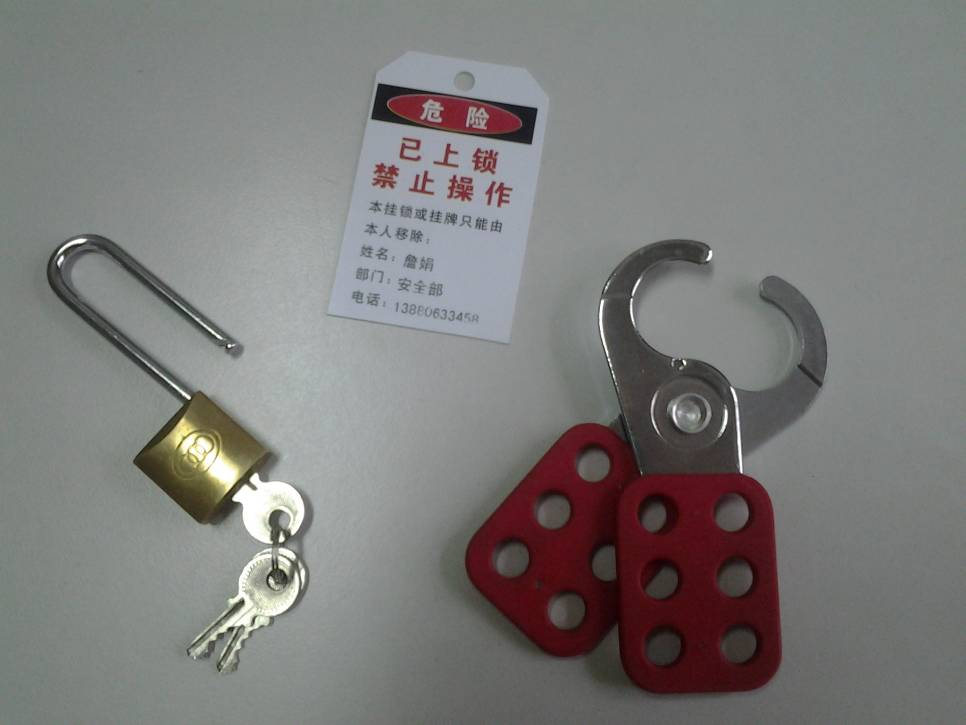 危险
已上锁
禁止操作
本挂锁或挂牌只能由
本人移除：
姓名：詹娟
部门：安全部
电话：13880633458